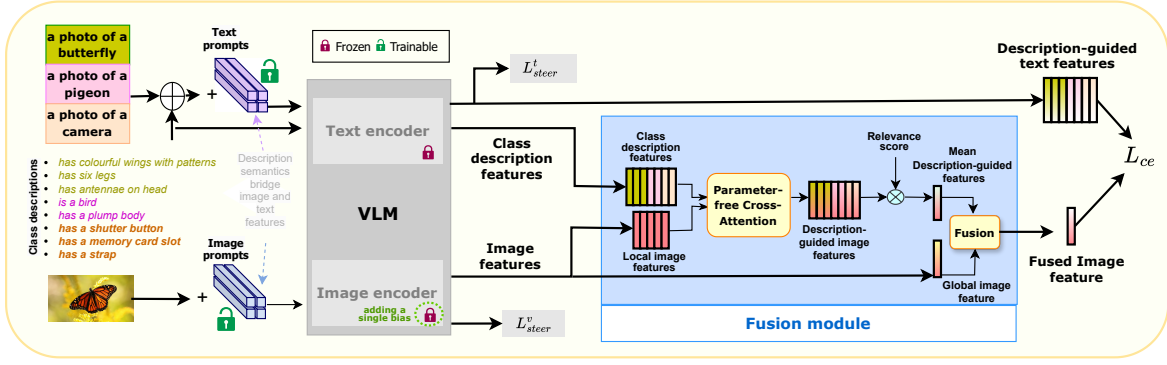 a photo of a
butterfly
a photo of a
pigeon
a photo of a
camera
Text
prompts
Frozen
Trainable
+
Class descriptions
• has colourful wings with patterns
• has six legs
• has antennae on head
• is a bird
• has a plump body
• has a shutter button
• has a memory card slot
• has a strap
Description
semantics
bridge
image and
text
features
Image
prompts
+
Text encoder
VLM
Image encoder
adding a
single bias
L^t_steer
L^v_steer
Class
description
features
Image
features
Class
description
features
Local image
features
Parameter-
free Cross-
Attention
Description-
guided image
features
Relevance
score
Mean
Description-guided
features
Fusion
Global image
feature
Fusion module
Description-guided
text features
L_ce
Fused Image
feature